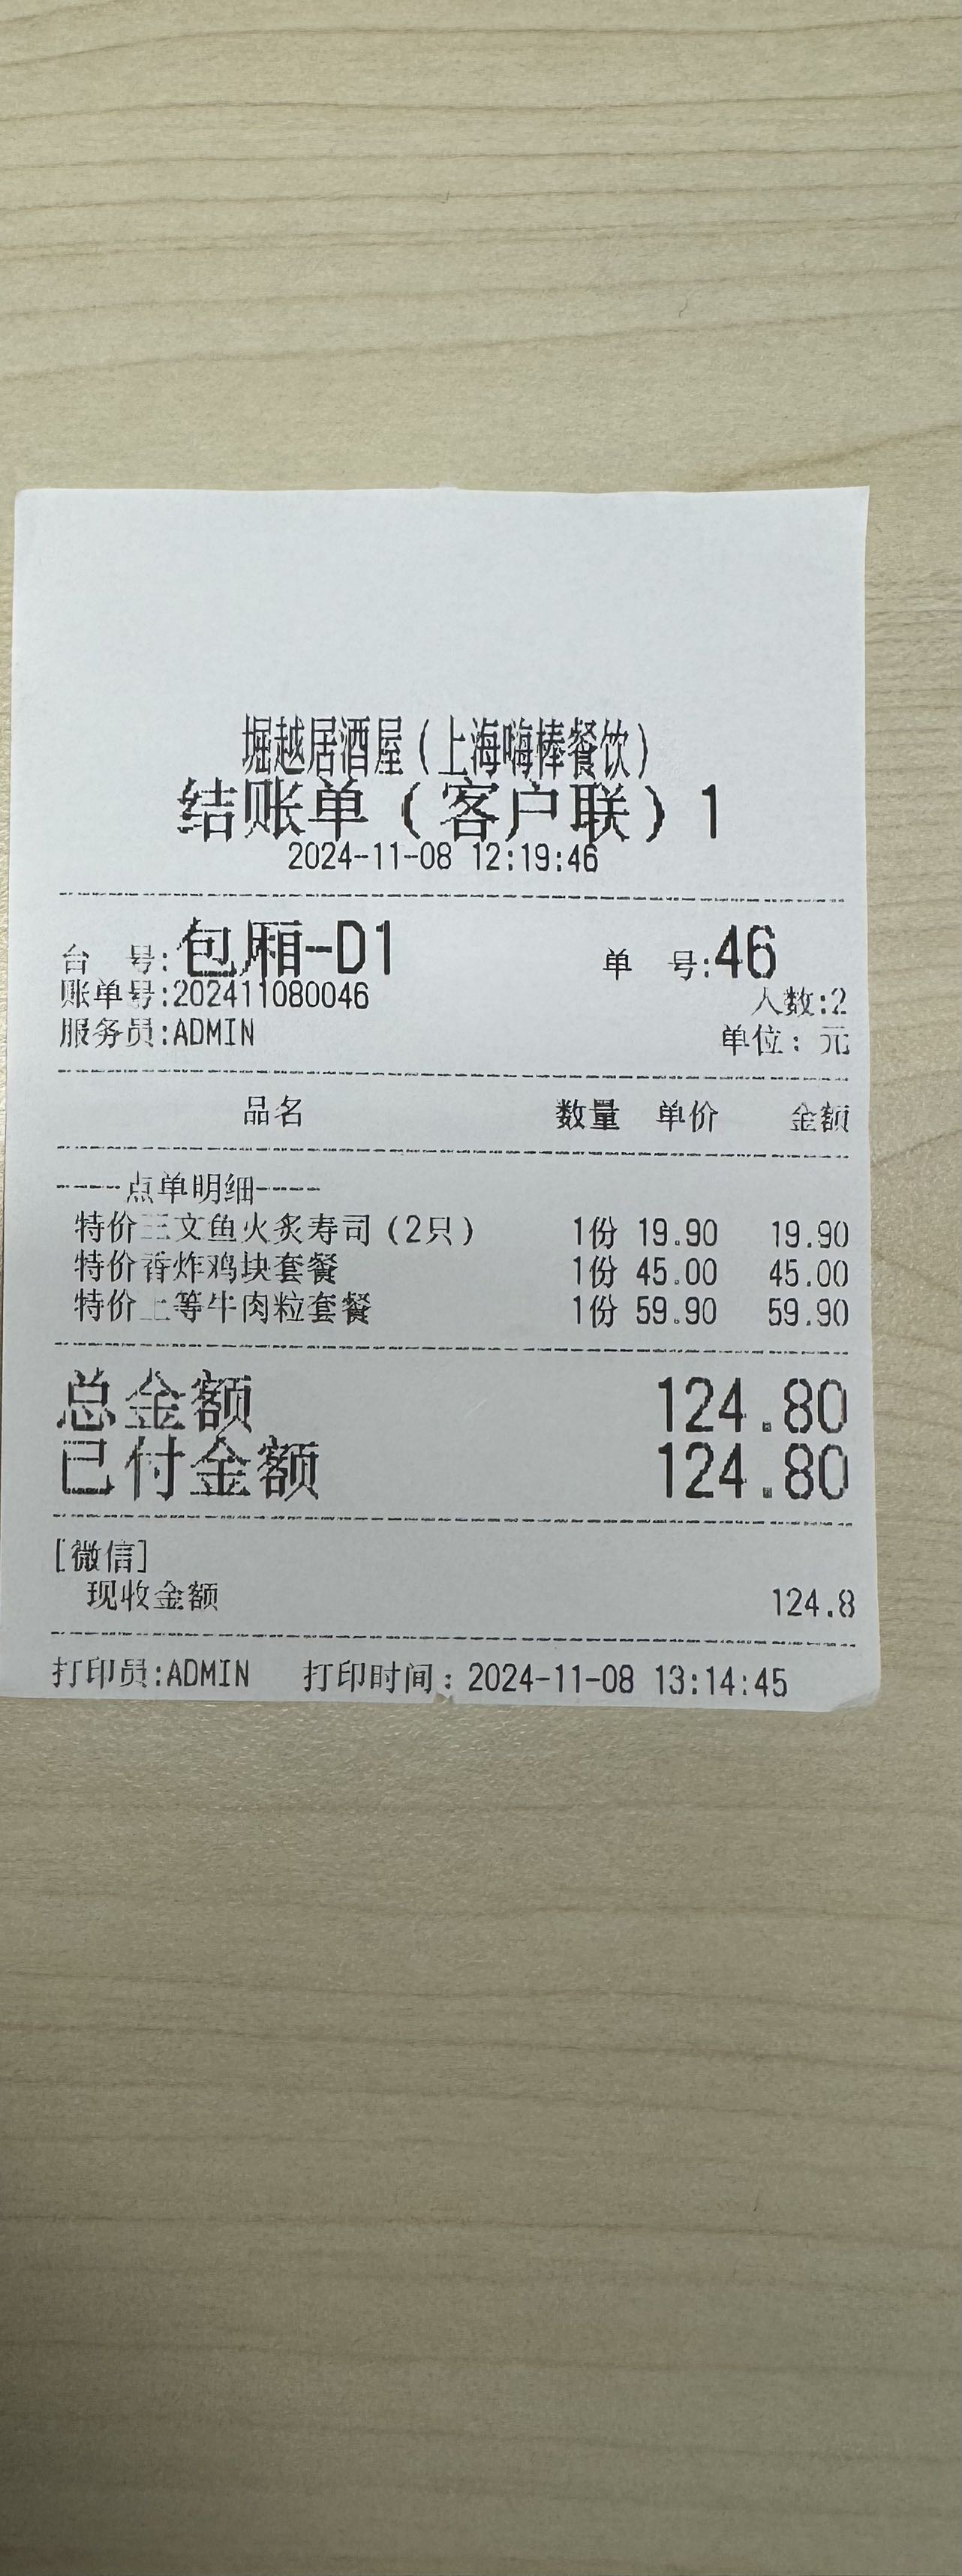 堀越居酒屋(上海嗨棒餐饮)
结账单(客户联)1
2024-11-08 12:19:46
台 号:包厢-D1 单 号:46
账单号:202411080046 人数:2
服务员:ADMIN 单位: 元
品名 数量 单价 金额
----点单明细----
特价三文鱼火炙寿司(2只) 1份 19.90 19.90
特价香炸鸡块套餐 1份 45.00 45.00
特价上等牛肉粒套餐 1份 59.90 59.90
总金额 124.80
已付金额 124.80
[微信]
现收金额 124.8
打印员:ADMIN 打印时间: 2024-11-08 13:14:45